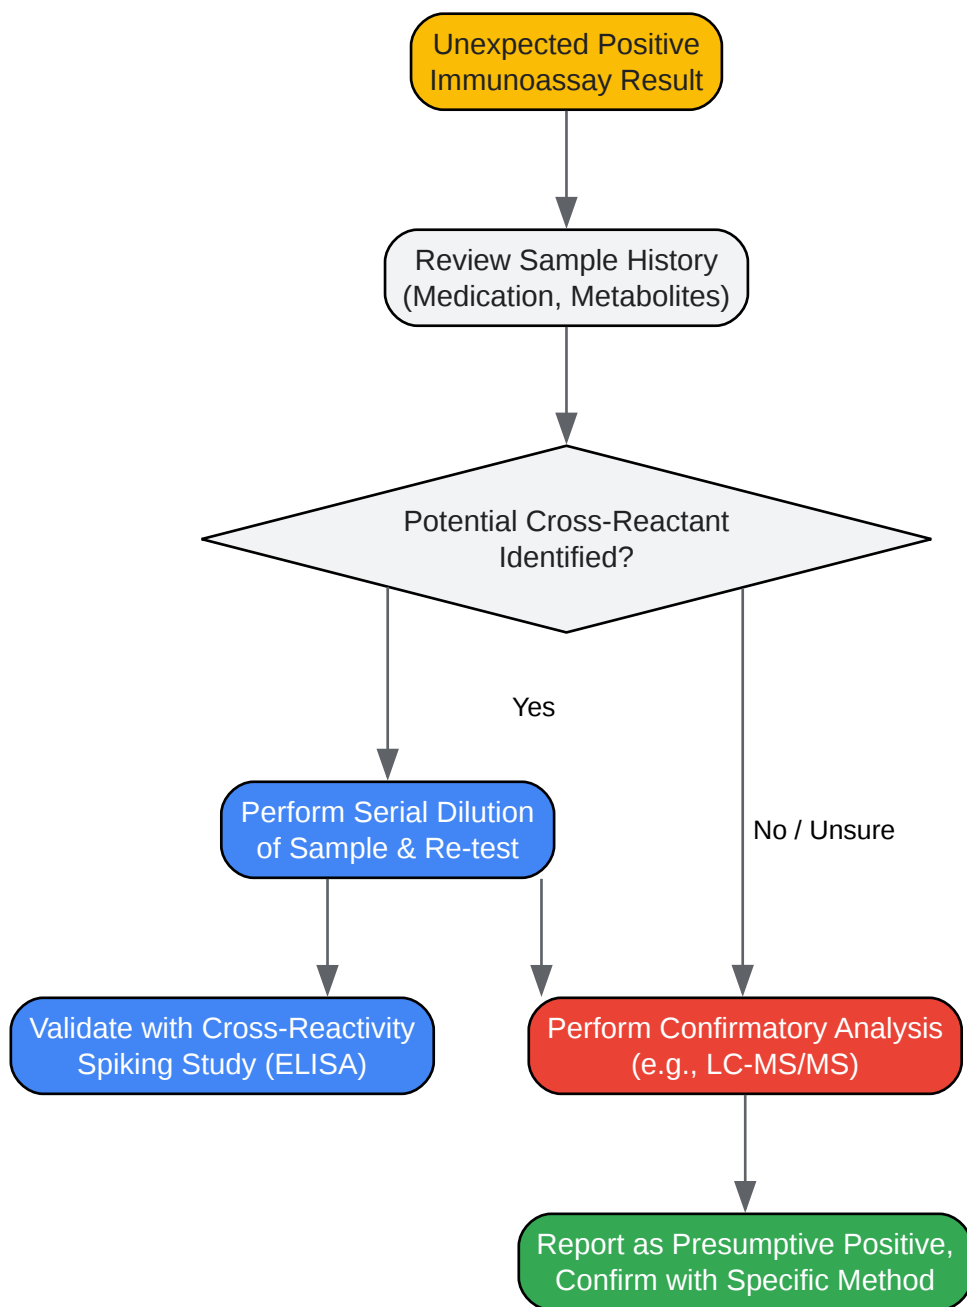 Unexpected Positive
Immunoassay Result
Review Sample History
(Medication, Metabolites)
Potential Cross-Reactant
Identified?
Yes
Perform Serial Dilution
of Sample & Re-test
No / Unsure
Validate with Cross-Reactivity
Spiking Study (ELISA)
Perform Confirmatory Analysis
(e.g., LC-MS/MS)
Report as Presumptive Positive,
Confirm with Specific Method